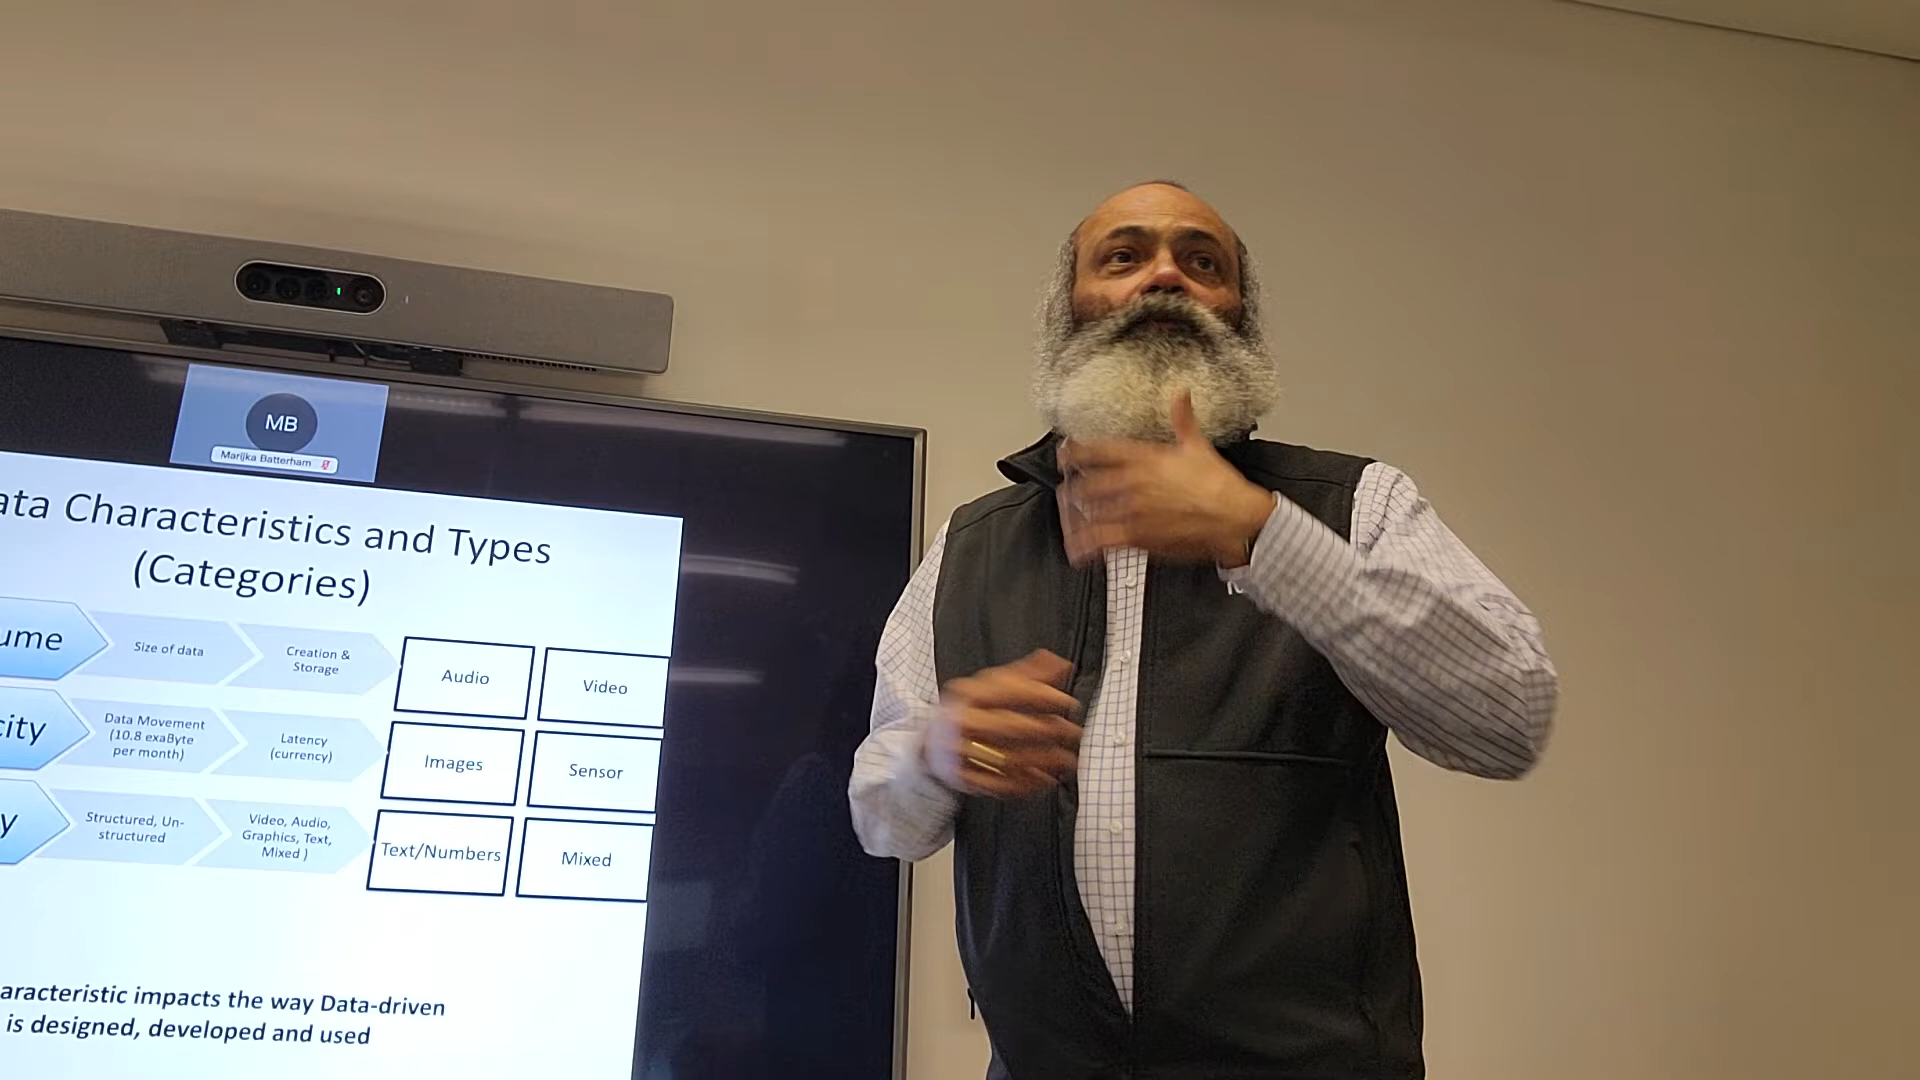 MB
Marijka Batterham
ata Characteristics and Types
(Categories)
ume
Size of data
Creation &
Storage
Audio
Video
city
Data Movement
(10.8 exaByte
per month)
Latency
(currency)
Images
Sensor
y
Structured, Un-
structured
Video, Audio,
Graphics, Text,
Mixed )
Text/Numbers
Mixed
aracteristic impacts the way Data-driven
is designed, developed and used